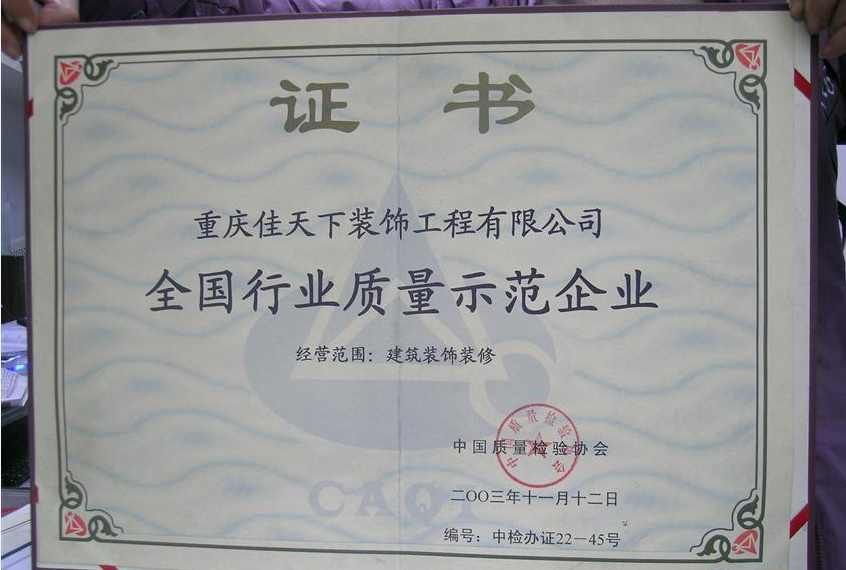 证书
重庆佳天下装饰工程有限公司
全国行业质量示范企业
经营范围：建筑装饰装修
中国质量检验协会
二〇〇三年十一月十二日
编号：中检办证22－45号
CAQI